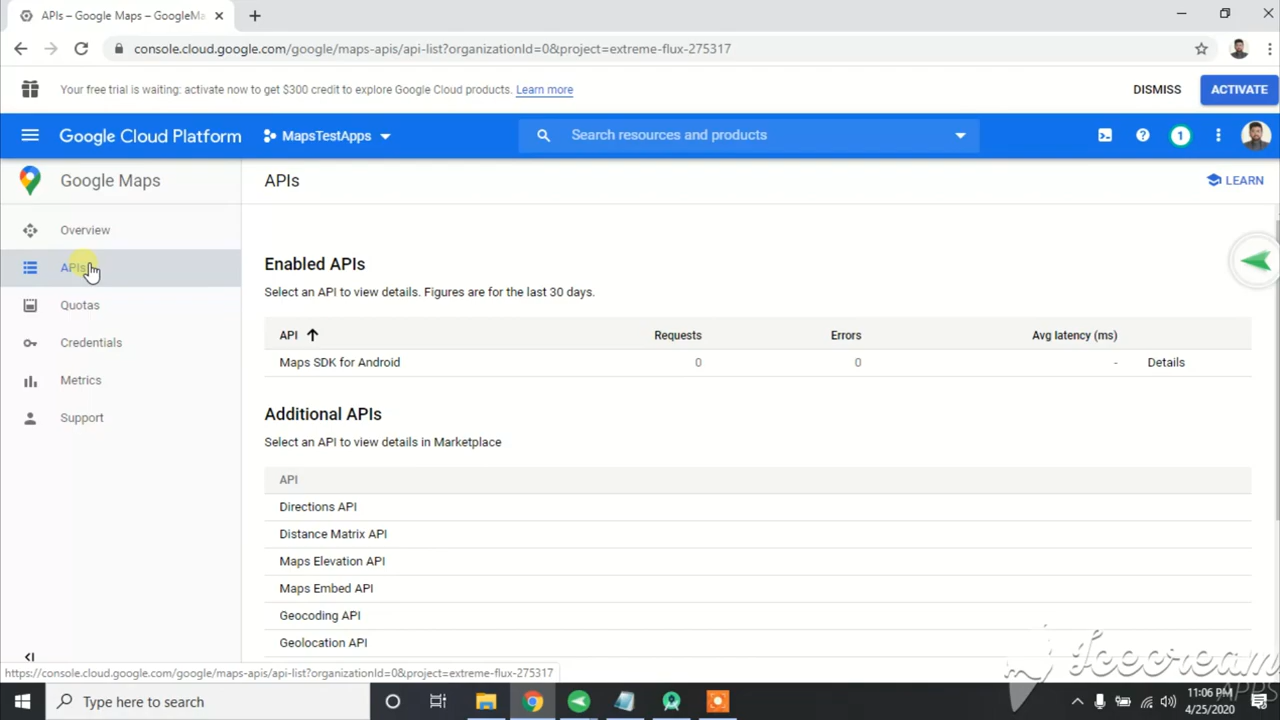 APIs – Google Maps – GoogleMa
console.cloud.google.com/google/maps-apis/api-list?organizationId=0&project=extreme-flux-275317
Your free trial is waiting: activate now to get $300 credit to explore Google Cloud products. Learn more
DISMISS
ACTIVATE
Google Cloud Platform
MapsTestApps
Search resources and products
1
Google Maps
APIs
LEARN
Overview
APIs
Quotas
Credentials
Metrics
Support
Enabled APIs
Select an API to view details. Figures are for the last 30 days.
API Requests Errors Avg latency (ms)
Maps SDK for Android 0 0 - Details
Additional APIs
Select an API to view details in Marketplace
API
Directions API
Distance Matrix API
Maps Elevation API
Maps Embed API
Geocoding API
Geolocation API
https://console.cloud.google.com/google/maps-apis/api-list?organizationId=0&project=extreme-flux-275317
Icecream
APPS
Type here to search
11:06 PM
4/25/2020